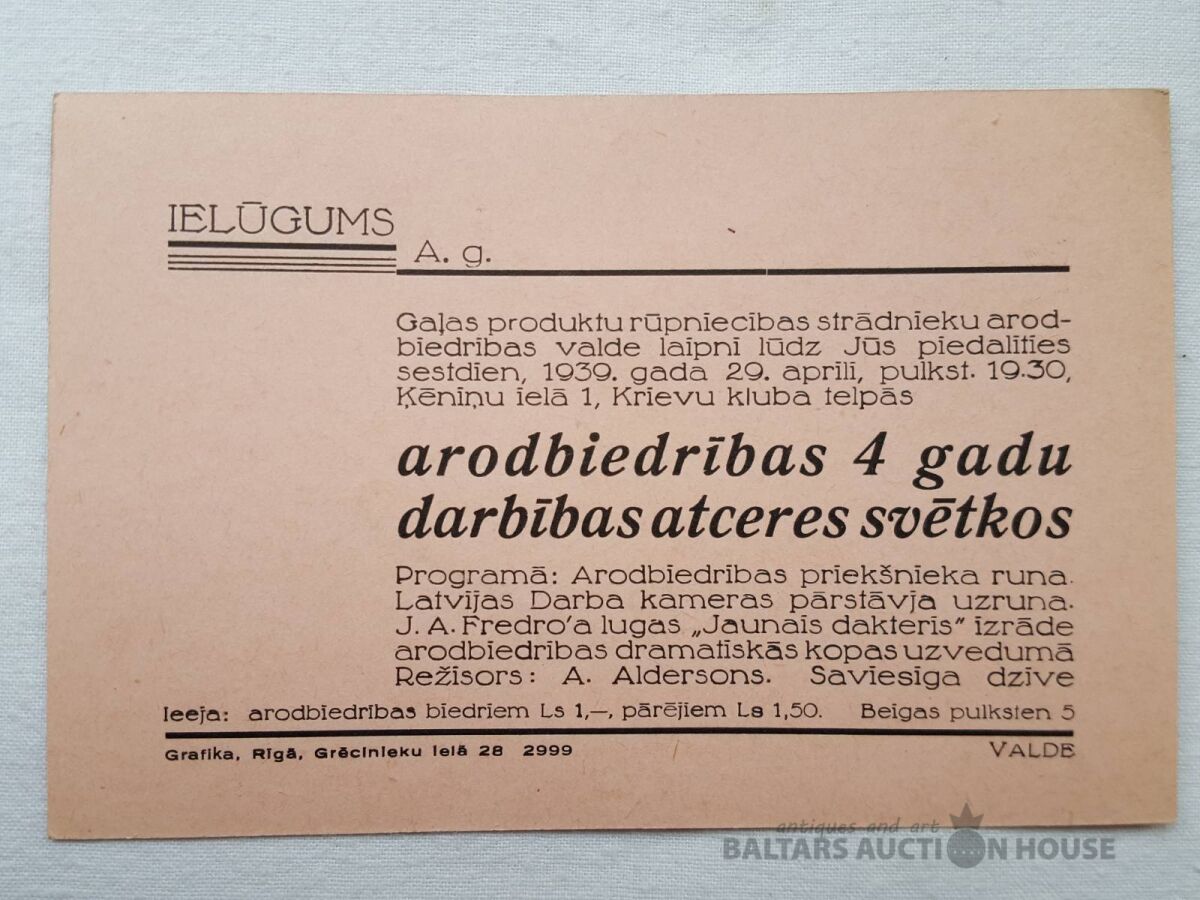 IELŪGUMS
A. g.
Gaļas produktu rūpniecības strādnieku arod-
biedrības valde laipni lūdz Jūs piedalīties
sestdien, 1939. gada 29. aprilī, pulkst. 19.30,
Ķēniņu ielā 1, Krievu kluba telpās
arodbiedrības 4 gadu
darbības atceres svētkos
Programā: Arodbiedrības priekšnieka runa.
Latvijas Darba kameras pārstāvja uzruna.
J. A. Fredro'a lugas „Jaunais dakteris" izrāde
arodbiedrības dramatiskās kopas uzvedumā
Režisors: A. Aldersons. Saviesīga dzīve
Ieeja: arodbiedrības biedriem Ls 1,—, pārējiem Ls 1,50. Beigas pulksten 5
Grafika, Rīgā, Grēcinieku ielā 28 2999
VALDE
antiques and art
BALTARS AUCTION HOUSE